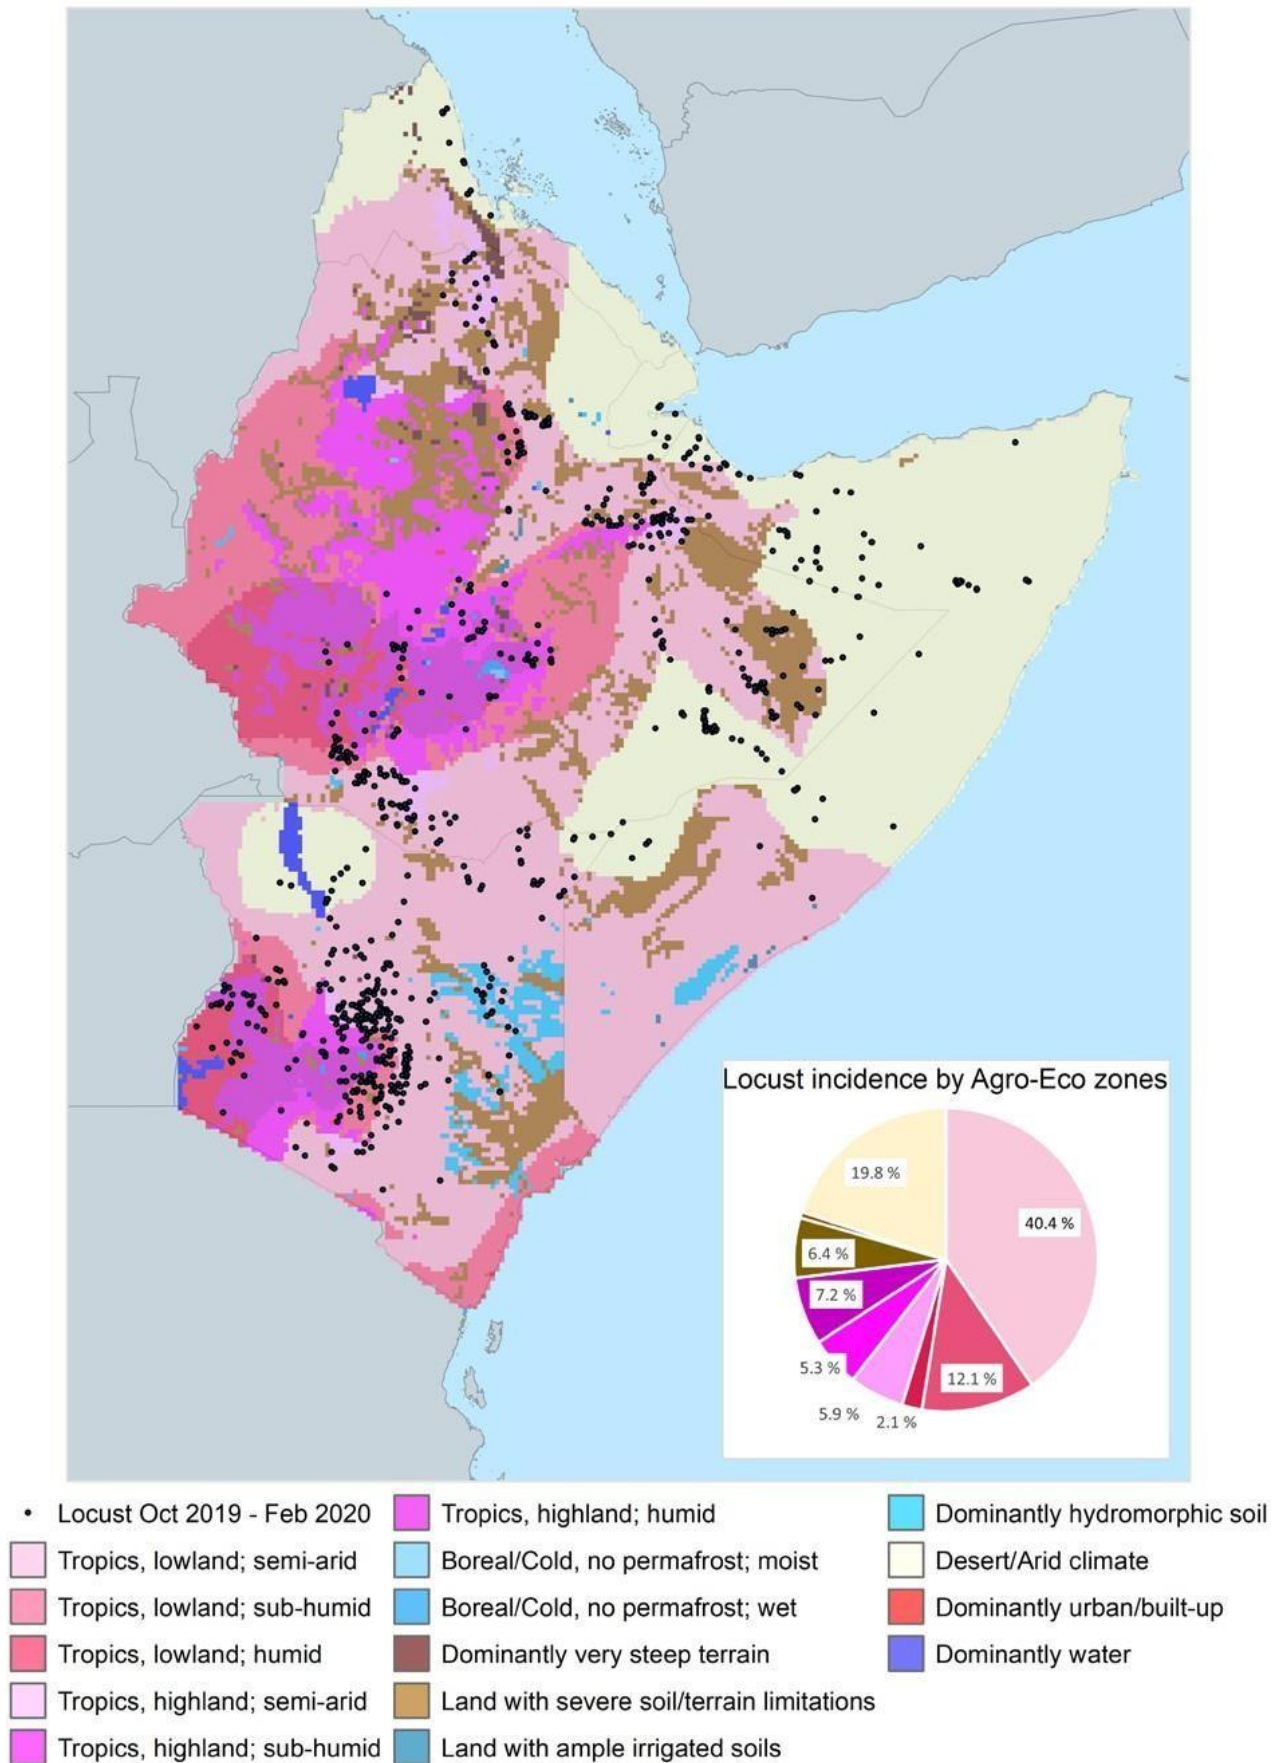 Locust incidence by Agro-Eco zones
19.8 %
40.4 %
6.4 %
7.2 %
5.3 %
12.1 %
5.9 %
2.1 %
Locust Oct 2019 - Feb 2020
Tropics, lowland; semi-arid
Tropics, lowland; sub-humid
Tropics, lowland; humid
Tropics, highland; semi-arid
Tropics, highland; sub-humid
Tropics, highland; humid
Boreal/Cold, no permafrost; moist
Boreal/Cold, no permafrost; wet
Dominantly very steep terrain
Land with severe soil/terrain limitations
Land with ample irrigated soils
Dominantly hydromorphic soil
Desert/Arid climate
Dominantly urban/built-up
Dominantly water